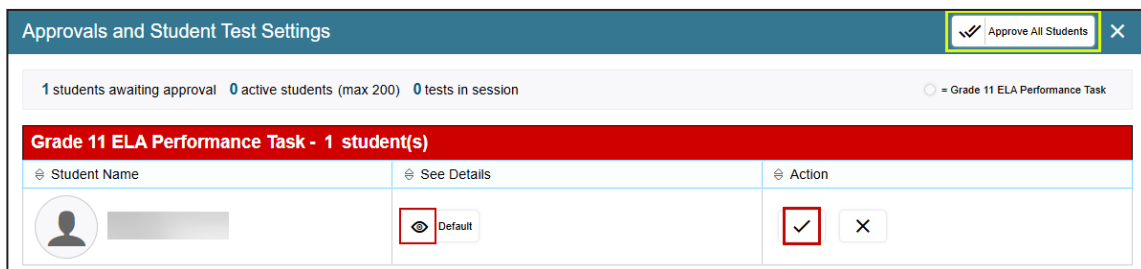 Approvals and Student Test Settings
Approve All Students
1 students awaiting approval 0 active students (max 200) 0 tests in session
= Grade 11 ELA Performance Task
Grade 11 ELA Performance Task - 1 student(s)
Student Name See Details Action
Default